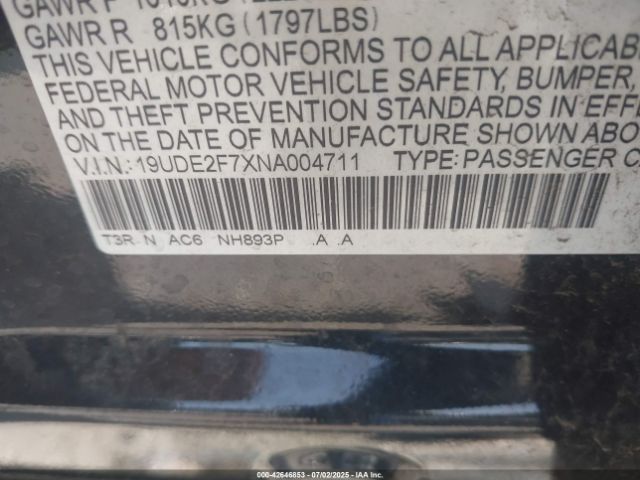 GAWR F
GAWR R 815KG (1797LBS)
THIS VEHICLE CONFORMS TO ALL APPLICAB
FEDERAL MOTOR VEHICLE SAFETY, BUMPER,
AND THEFT PREVENTION STANDARDS IN EFF
ON THE DATE OF MANUFACTURE SHOWN ABO
V.I.N.: 19UDE2F7XNA004711 TYPE: PASSENGER C
T3R N AC6 NH893P .A .A
000-42646853 07/02/2025 IAA Inc.